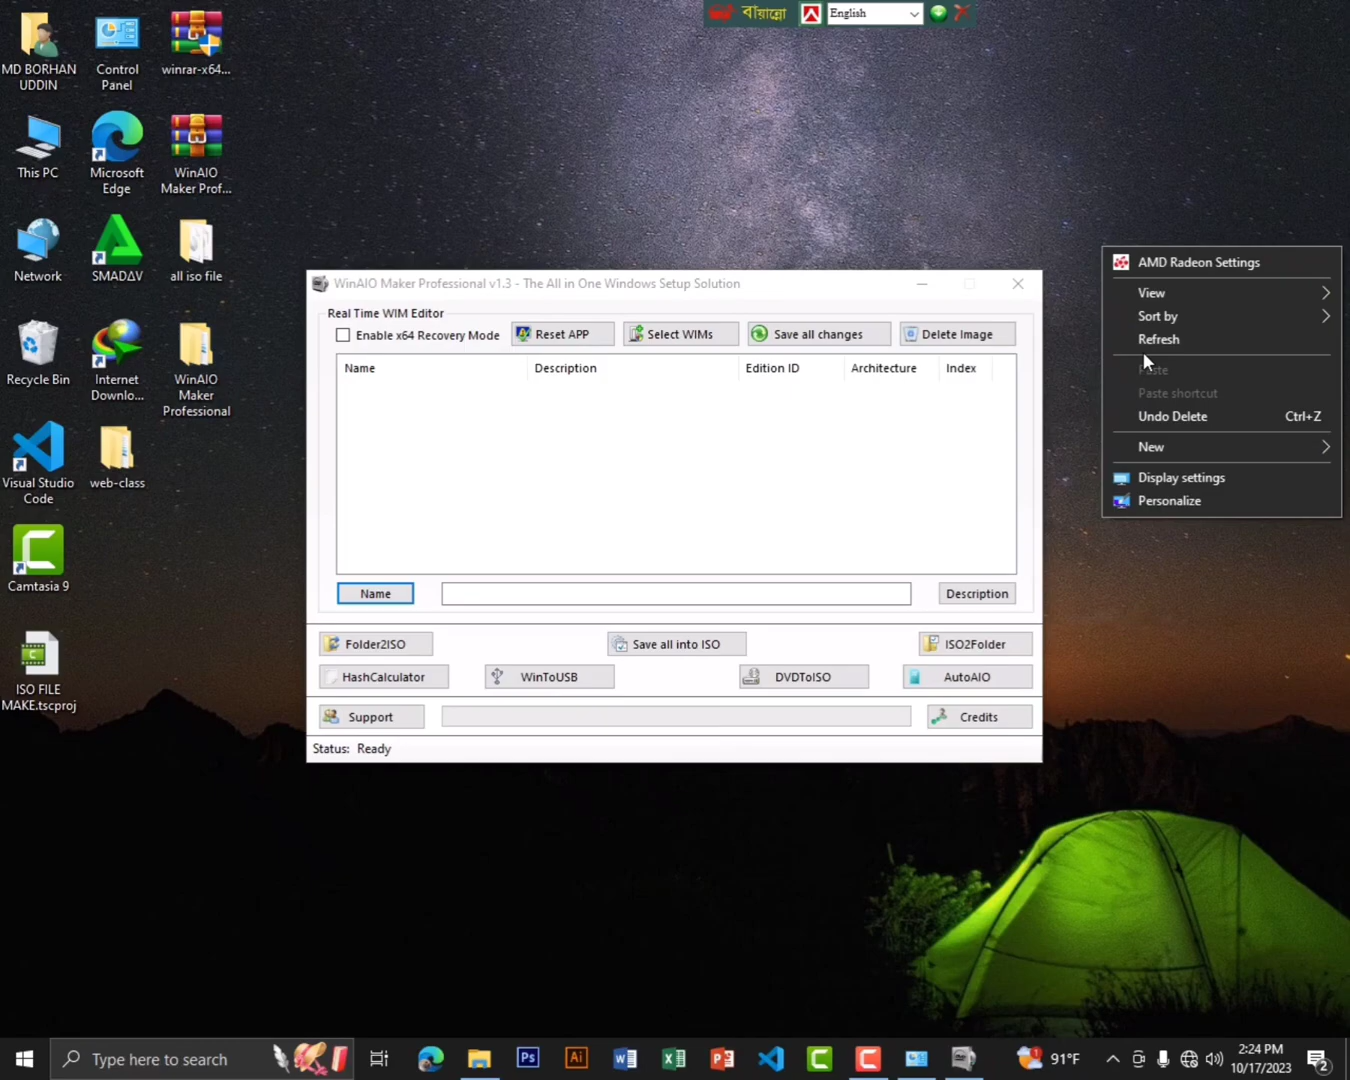 বায়ান্নো
English
MD BORHAN
UDDIN
Control
Panel
winrar-x64...
This PC
Microsoft
Edge
WinAIO
Maker Prof...
Network
SMADΔV
all iso file
Recycle Bin
Internet
Downlo...
WinAIO
Maker
Professional
Visual Studio
Code
web-class
Camtasia 9
ISO FILE
MAKE.tscproj
WinAIO Maker Professional v1.3 - The All in One Windows Setup Solution
Real Time WIM Editor
Enable x64 Recovery Mode
Reset APP
Select WIMs
Save all changes
Delete Image
Name Description Edition ID Architecture Index
Name
Description
Folder2ISO
Save all into ISO
ISO2Folder
HashCalculator
WinToUSB
DVDToISO
AutoAIO
Support
Credits
Status: Ready
AMD Radeon Settings
View
Sort by
Refresh
Paste
Paste shortcut
Undo Delete Ctrl+Z
New
Display settings
Personalize
Type here to search
Ps
Ai
91°F
2:24 PM
10/17/2023
2